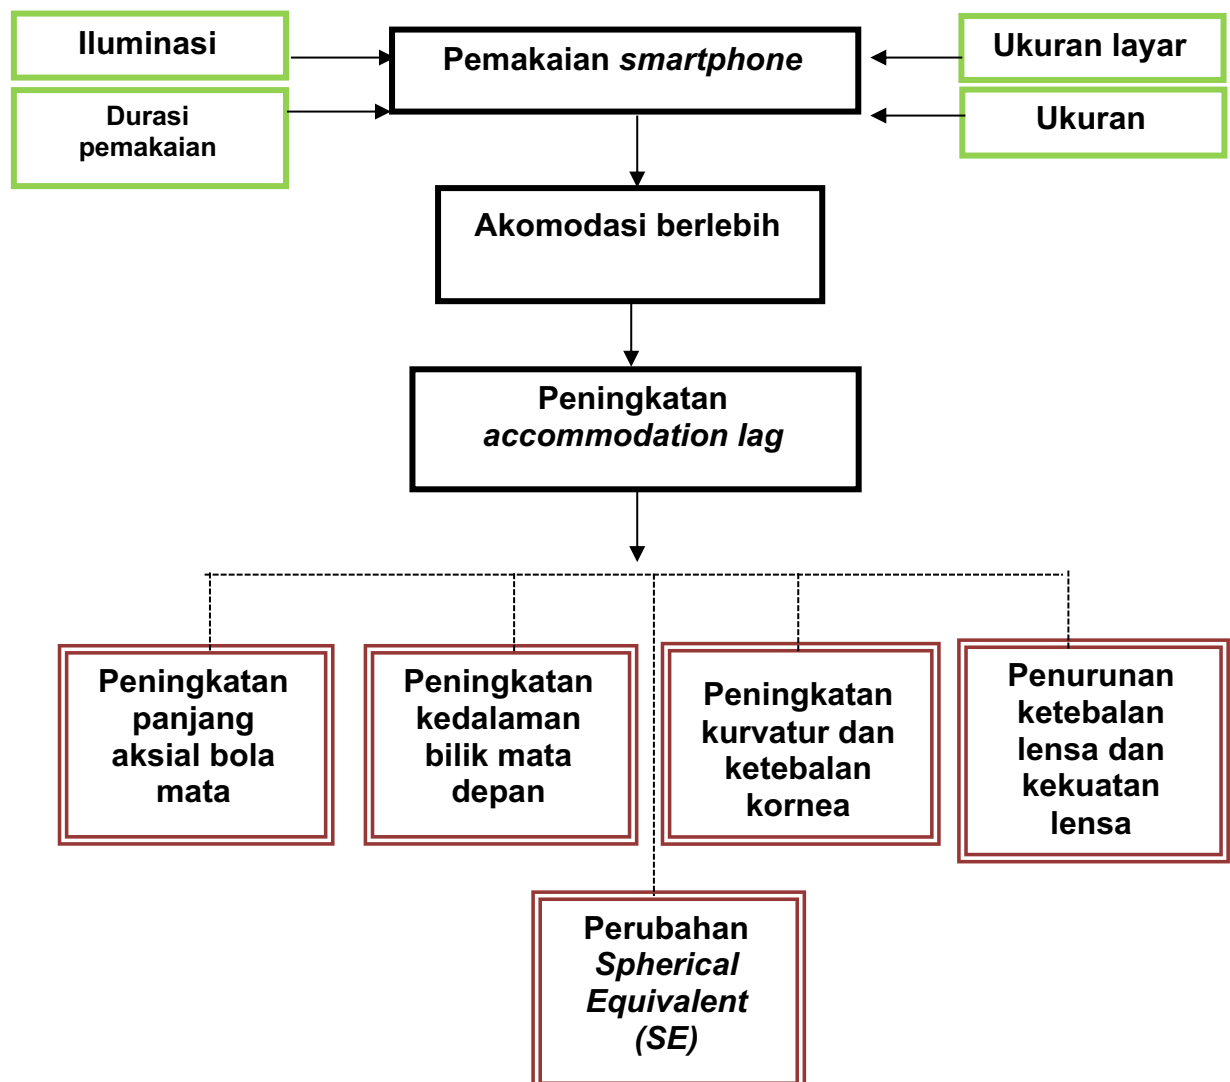 Iluminasi
Pemakaian smartphone
Ukuran layar
Durasi
pemakaian
Ukuran
Akomodasi berlebih
Peningkatan
accommodation lag
Peningkatan
panjang
aksial bola
mata
Peningkatan
kedalaman
bilik mata
depan
Peningkatan
kurvatur dan
ketebalan
kornea
Penurunan
ketebalan
lensa dan
kekuatan
lensa
Perubahan
Spherical
Equivalent
(SE)